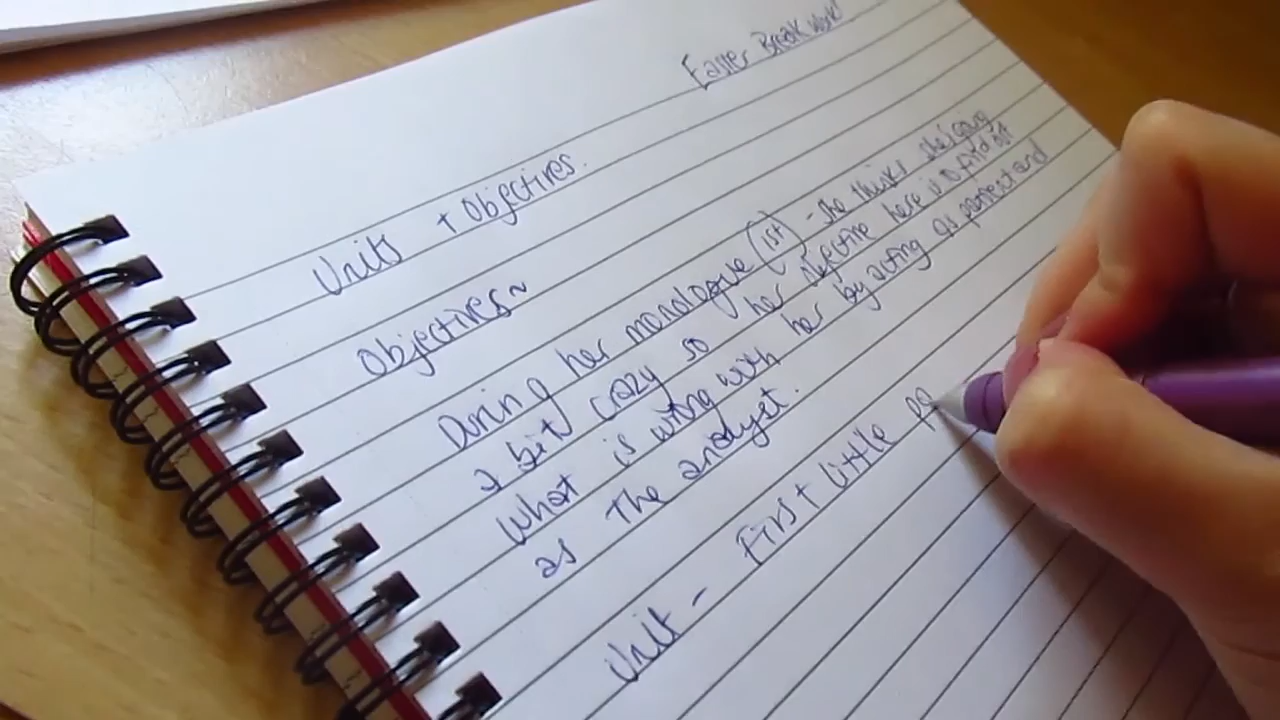 Easter Break Work!
Units + Objectives.
Objectives~
During her monologue (1st) - she thinks she's going
a bit crazy so her objective here is to find out
what is wrong with her by acting as perfect and
as the analyst.
Unit - First little pa